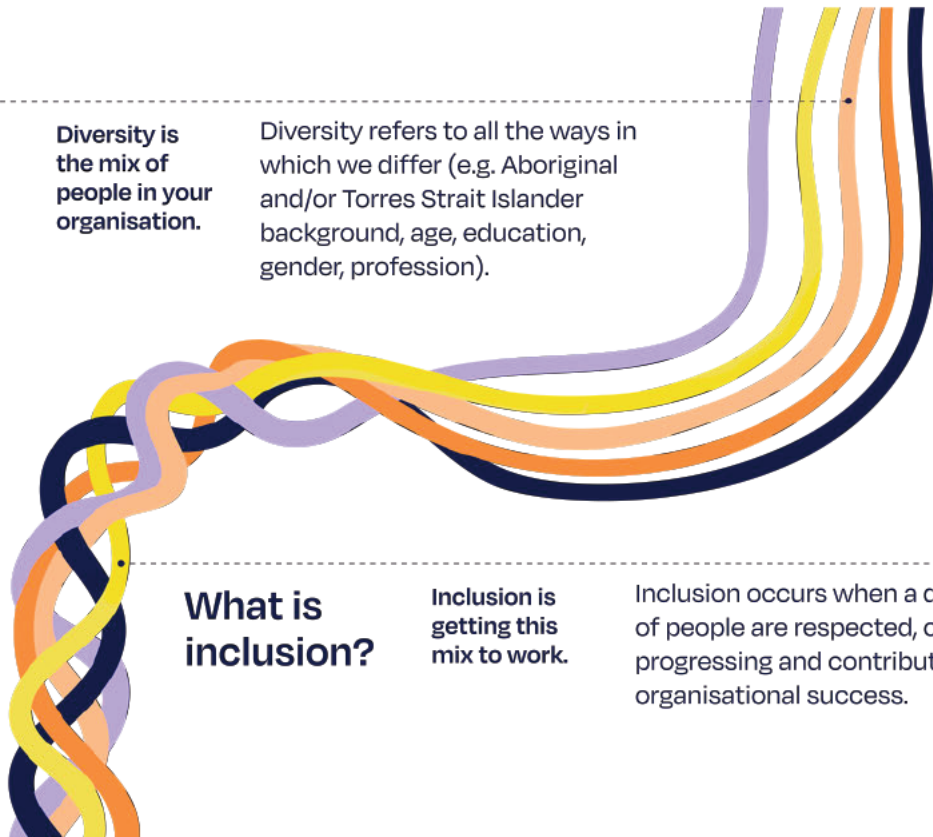 Diversity is
the mix of
people in your
organisation.
Diversity refers to all the ways in
which we differ (e.g. Aboriginal
and/or Torres Strait Islander
background, age, education,
gender, profession).
What is
inclusion?
Inclusion is
getting this
mix to work.
Inclusion occurs when a
of people are respected,
progressing and
organisational success.